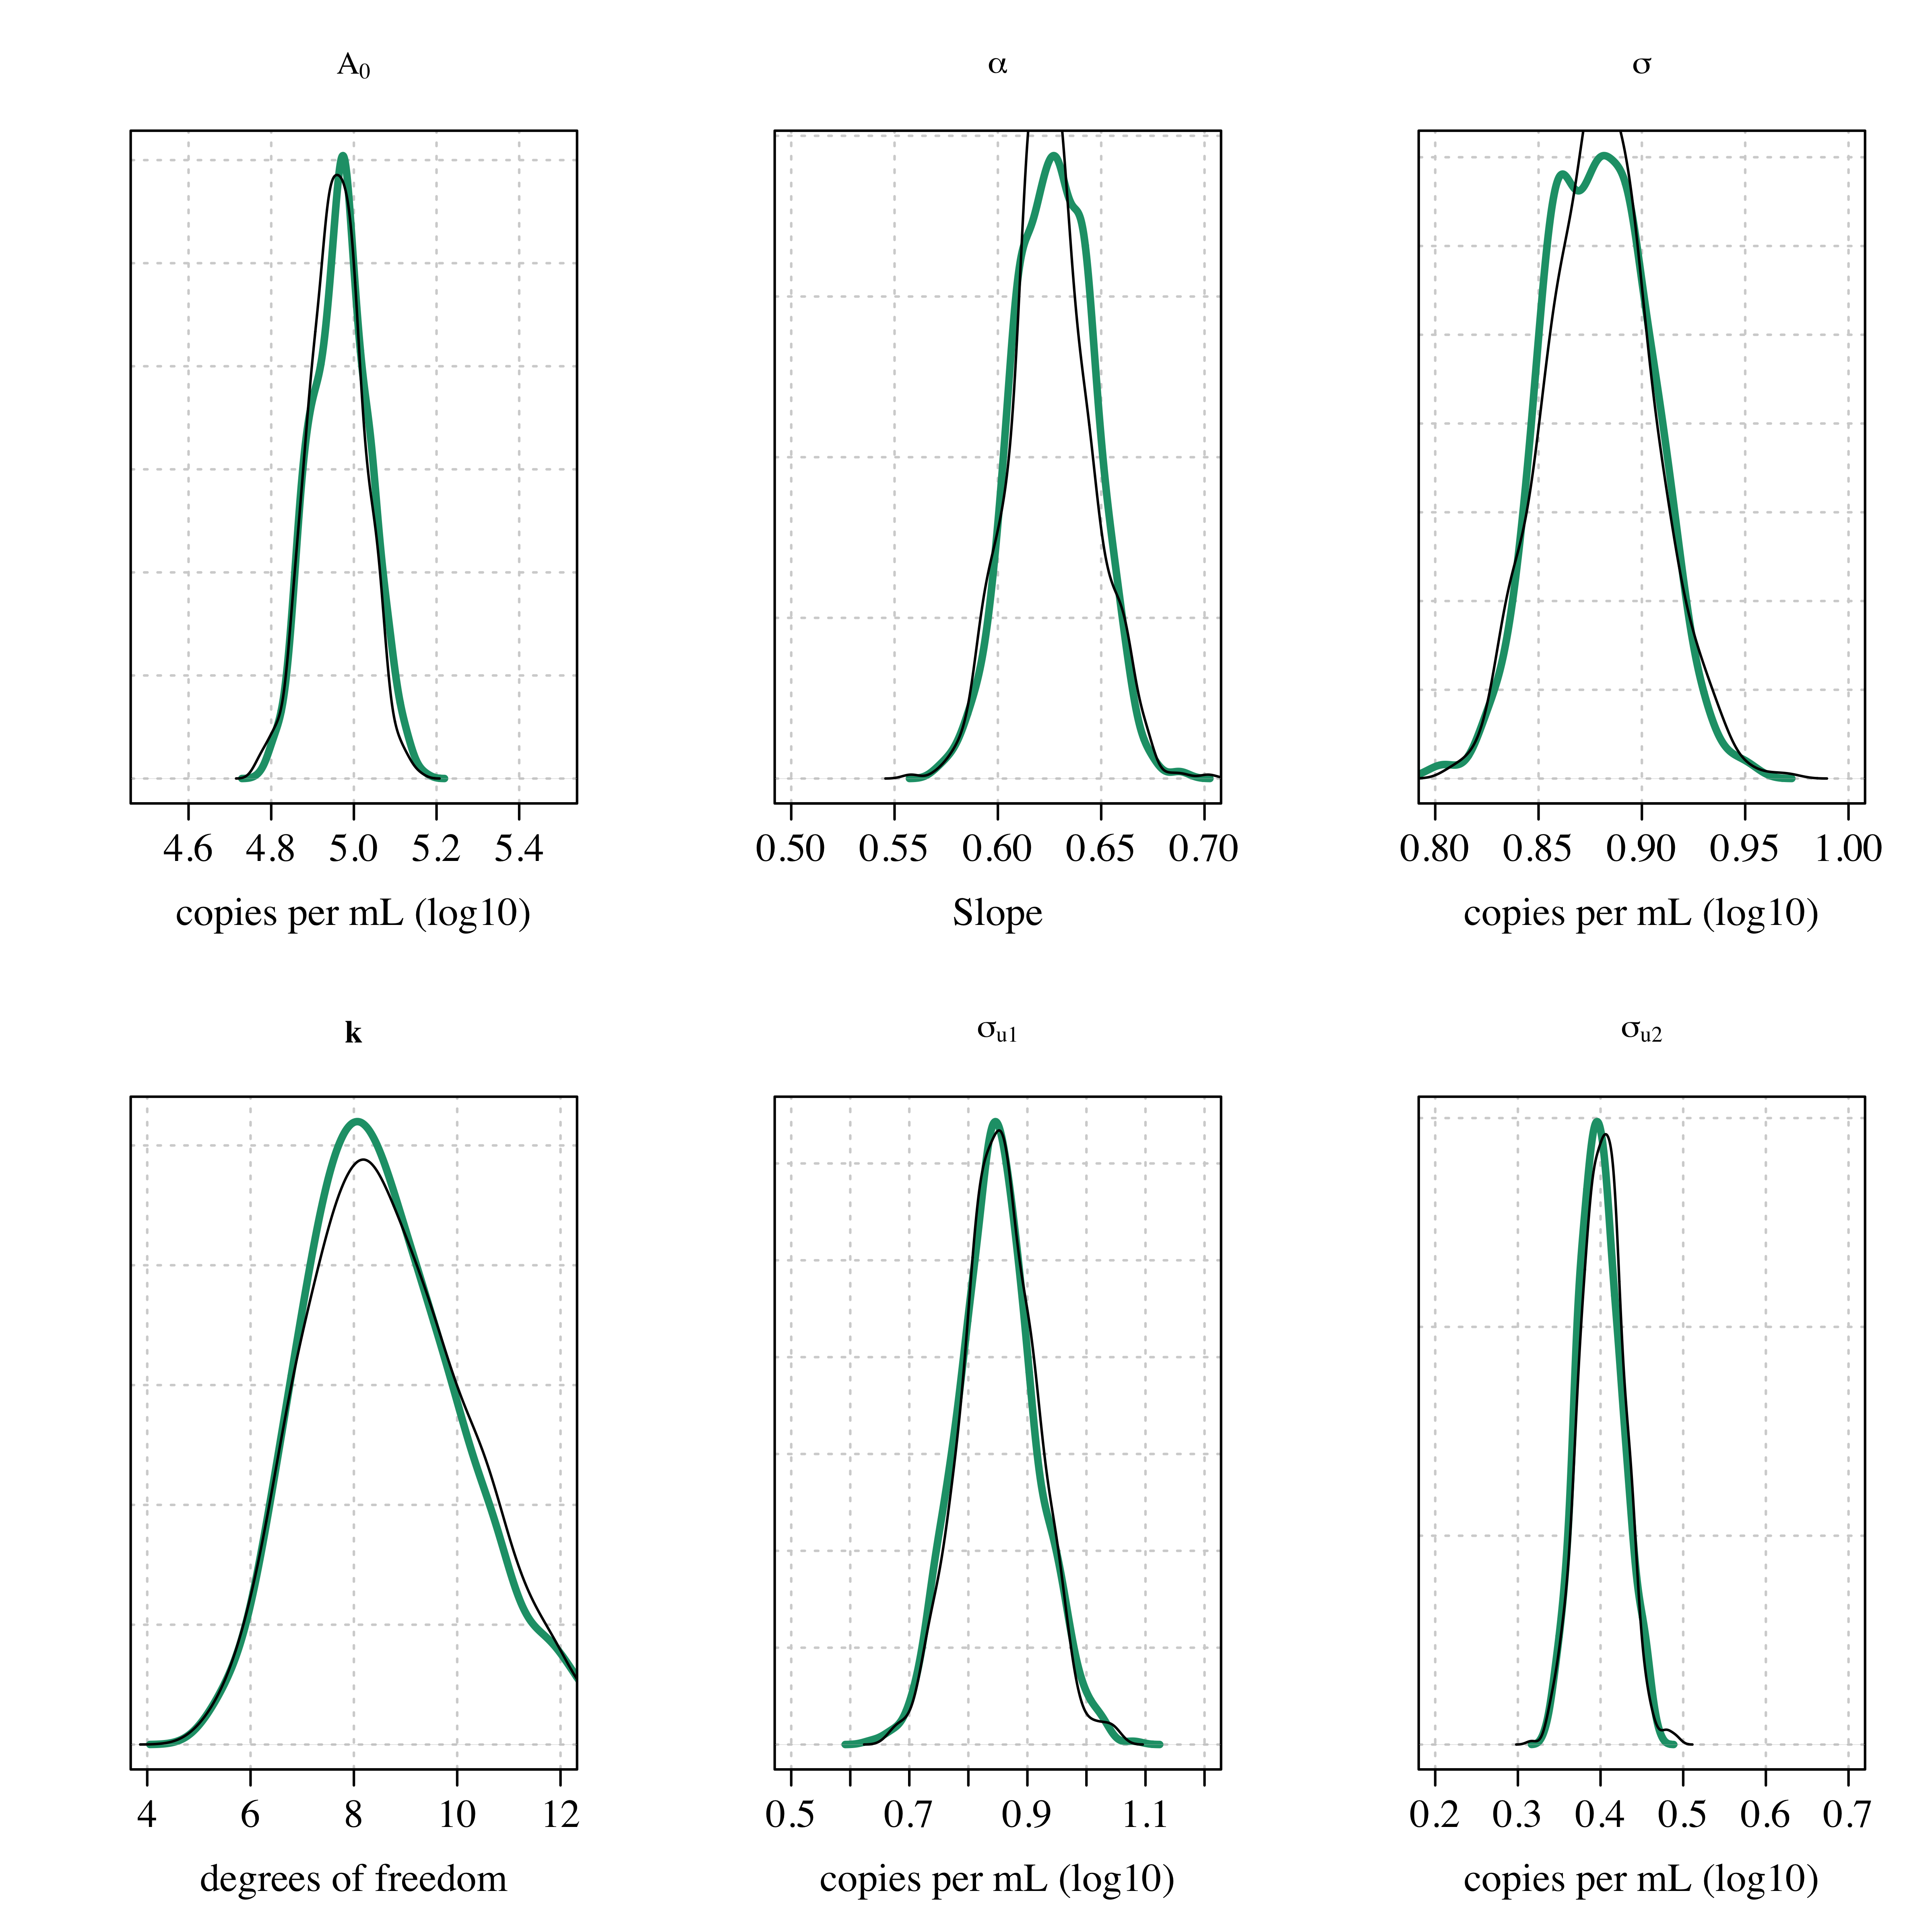 A₀ α σ
4.6 4.8 5.0 5.2 5.4 0.50 0.55 0.60 0.65 0.70 0.80 0.85 0.90 0.95 1.00
copies per mL (log10) Slope copies per mL (log10)
k σu1 σu2
4 6 8 10 12 0.5 0.7 0.9 1.1 0.2 0.3 0.4 0.5 0.6 0.7
degrees of freedom copies per mL (log10) copies per mL (log10)